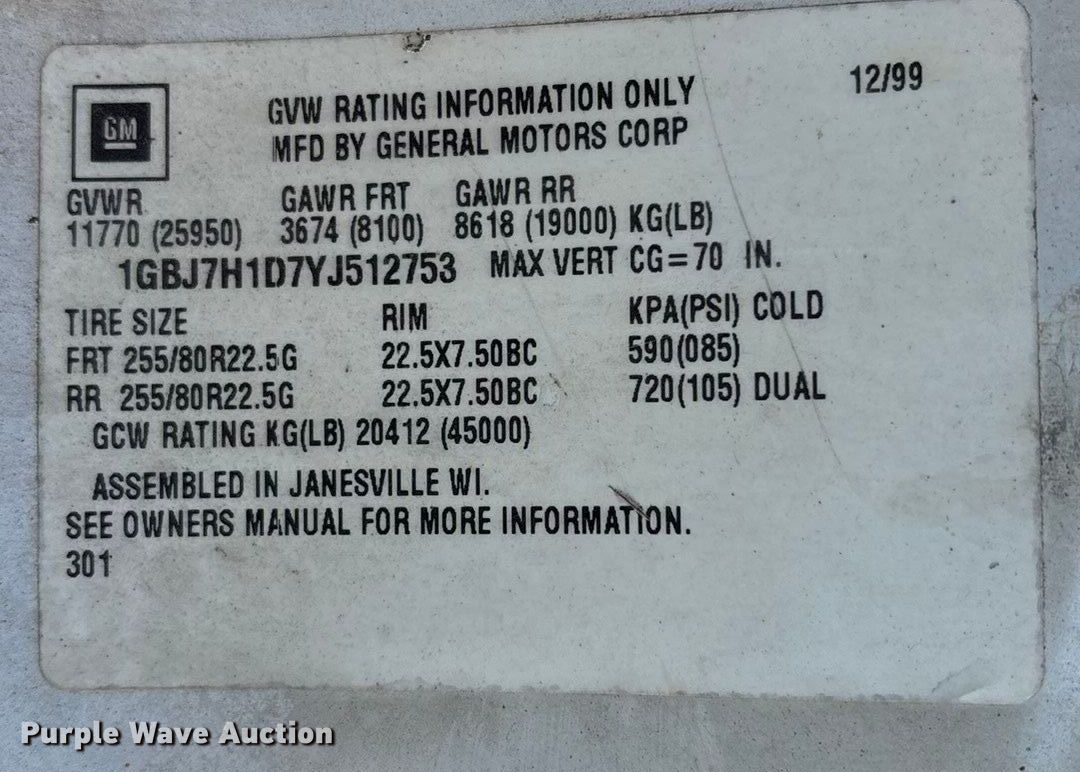 12/99
GM
GVW RATING INFORMATION ONLY
MFD BY GENERAL MOTORS CORP
GVWR GAWR FRT GAWR RR
11770 (25950) 3674 (8100) 8618 (19000) KG(LB)
1GBJ7H1D7YJ512753 MAX VERT CG=70 IN.
TIRE SIZE RIM KPA(PSI) COLD
FRT 255/80R22.5G 22.5X7.50BC 590(085)
RR 255/80R22.5G 22.5X7.50BC 720(105) DUAL
GCW RATING KG(LB) 20412 (45000)
ASSEMBLED IN JANESVILLE WI.
SEE OWNERS MANUAL FOR MORE INFORMATION.
301
Purple Wave Auction